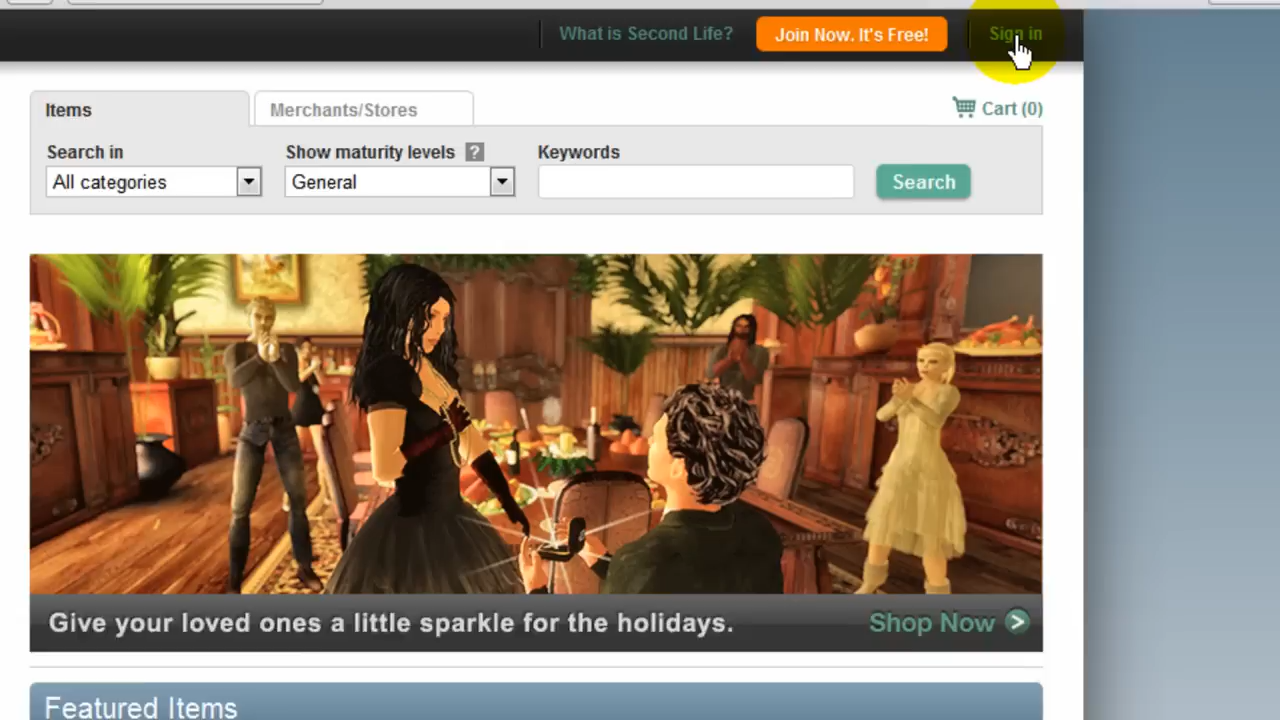 What is Second Life?
Join Now. It's Free!
Sign in
Items
Merchants/Stores
Cart (0)
Search in
Show maturity levels ?
Keywords
All categories
General
Search
Give your loved ones a little sparkle for the holidays.
Shop Now
Featured Items